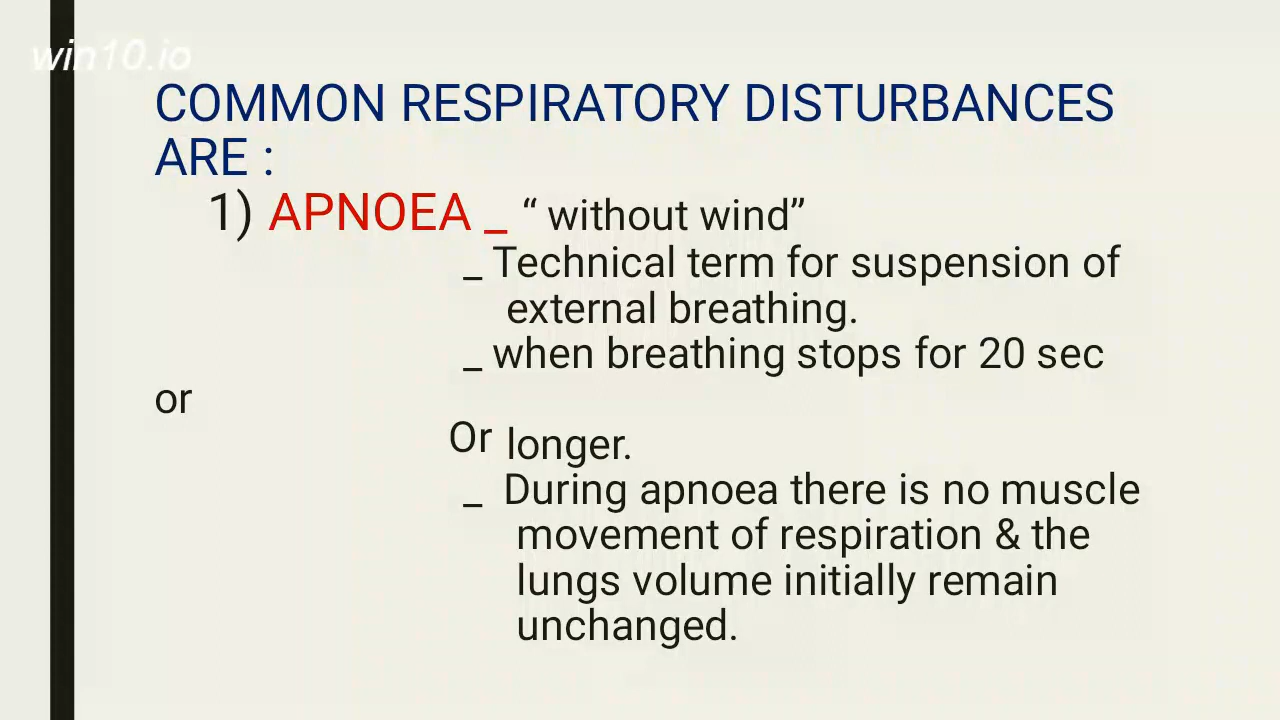 win10.io
COMMON RESPIRATORY DISTURBANCES
ARE :
1) APNOEA _ “ without wind”
_ Technical term for suspension of
external breathing.
_ when breathing stops for 20 sec
or
Or longer.
_ During apnoea there is no muscle
movement of respiration & the
lungs volume initially remain
unchanged.